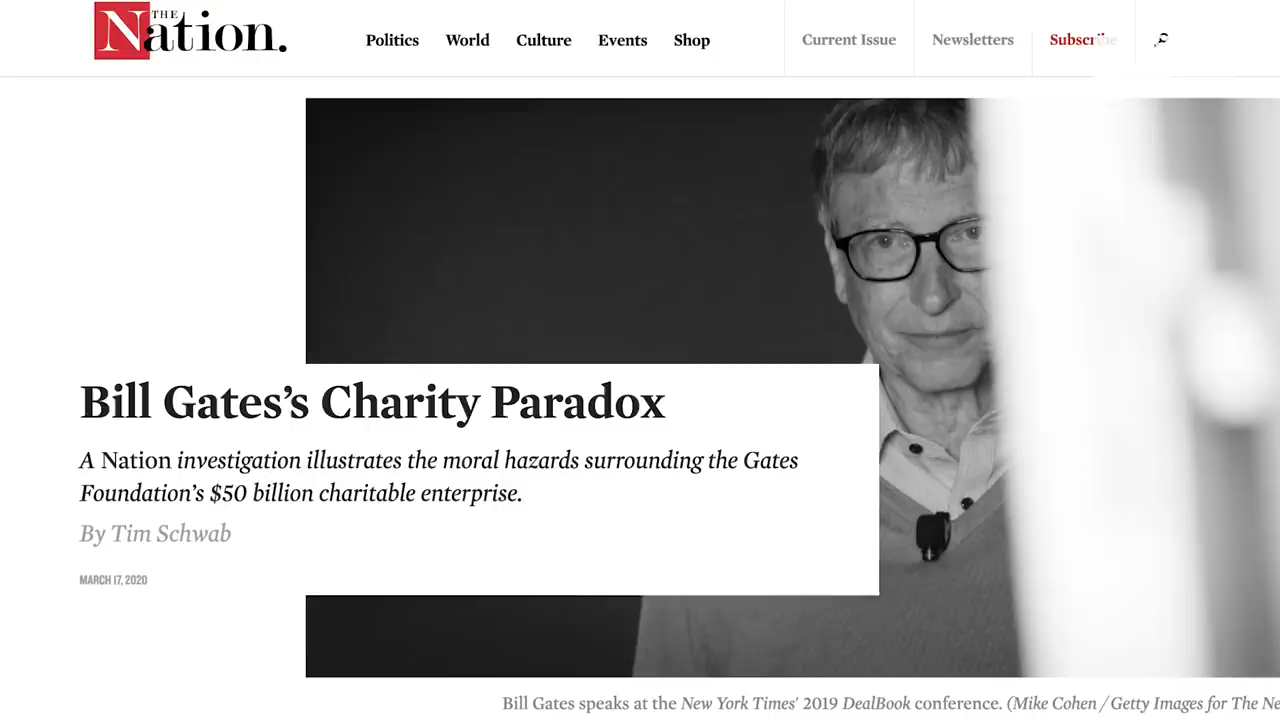 THE
Nation.
Politics World Culture Events Shop Current Issue Newsletters Subscribe
Bill Gates’s Charity Paradox
A Nation investigation illustrates the moral hazards surrounding the Gates
Foundation’s $50 billion charitable enterprise.
By Tim Schwab
MARCH 17, 2020
Bill Gates speaks at the New York Times’ 2019 DealBook conference. (Mike Cohen / Getty Images for The